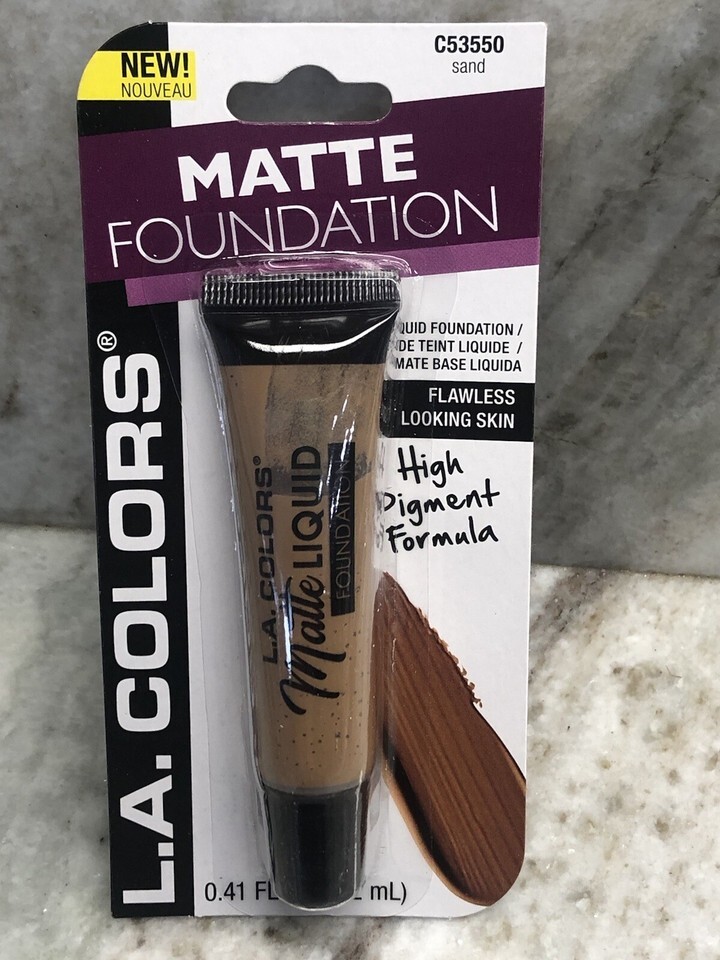 NEW!
NOUVEAU
C53550
sand
MATTE
FOUNDATION
L.A. COLORS®
FOUNDATION /
DE TEINT LIQUIDE /
MATE BASE LIQUIDA
FLAWLESS
LOOKING SKIN
High
Pigment
Formula
L.A. COLORS®
Matte LIQUID
FOUNDATION
0.41 FL mL)